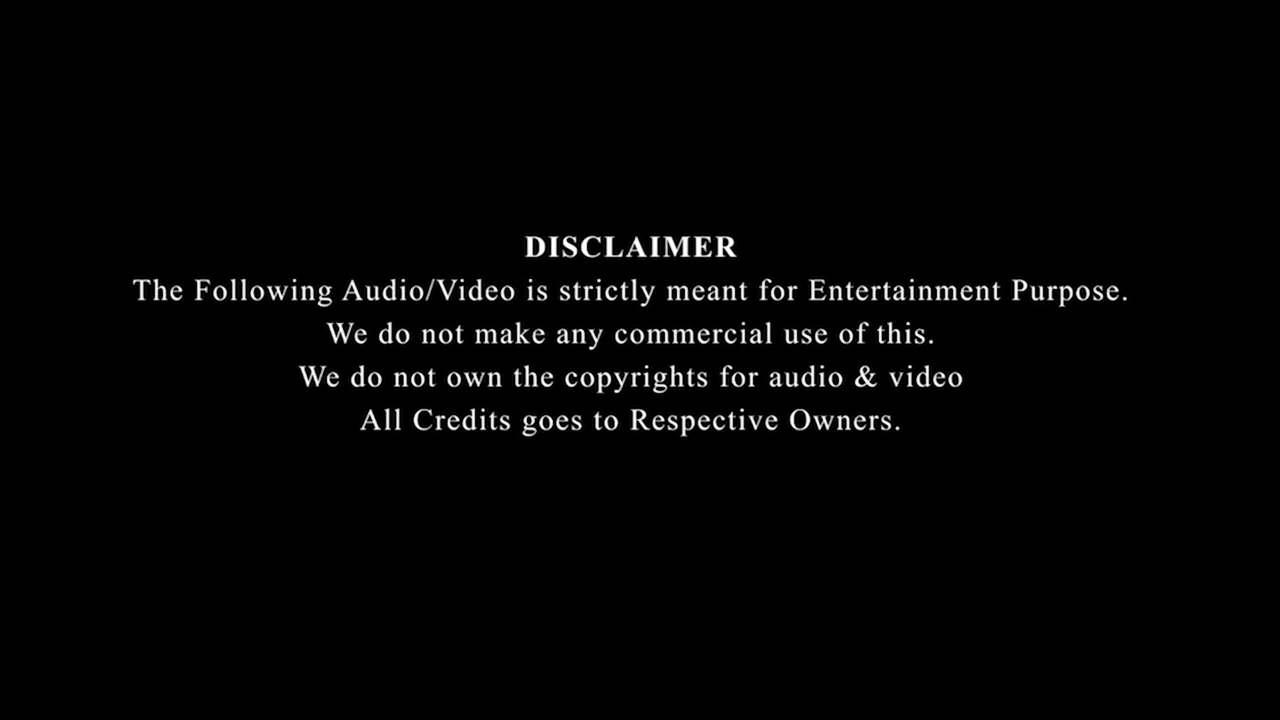 DISCLAIMER
The Following Audio/Video is strictly meant for Entertainment Purpose.
We do not make any commercial use of this.
We do not own the copyrights for audio & video
All Credits goes to Respective Owners.